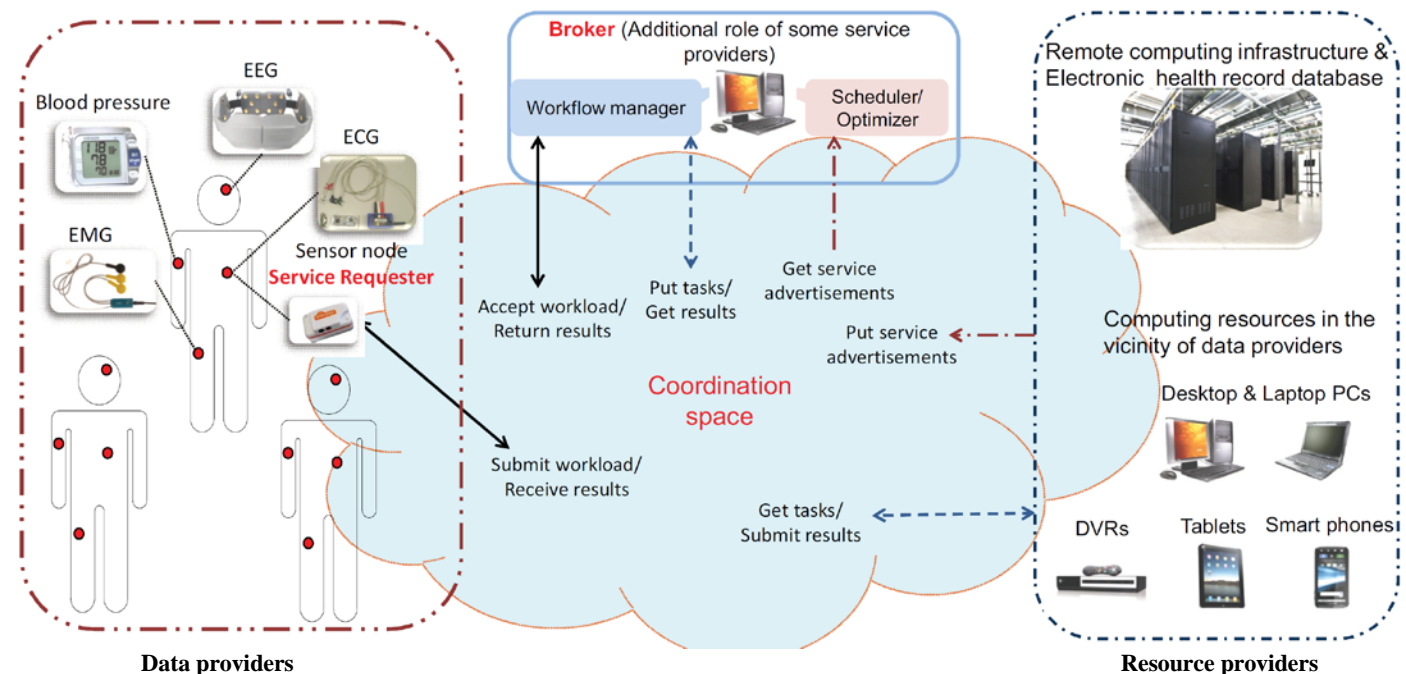 Broker (Additional role of some service
providers)
Workflow manager
Scheduler/
Optimizer
EEG
Blood pressure
ECG
EMG
Sensor node
Service Requester
Accept workload/
Return results
Put tasks/
Get results
Get service
advertisements
Put service
advertisements
Coordination
space
Submit workload/
Receive results
Get tasks/
Submit results
Remote computing infrastructure &
Electronic health record database
Computing resources in the
vicinity of data providers
Desktop & Laptop PCs
DVRs
Tablets
Smart phones
Data providers
Resource providers